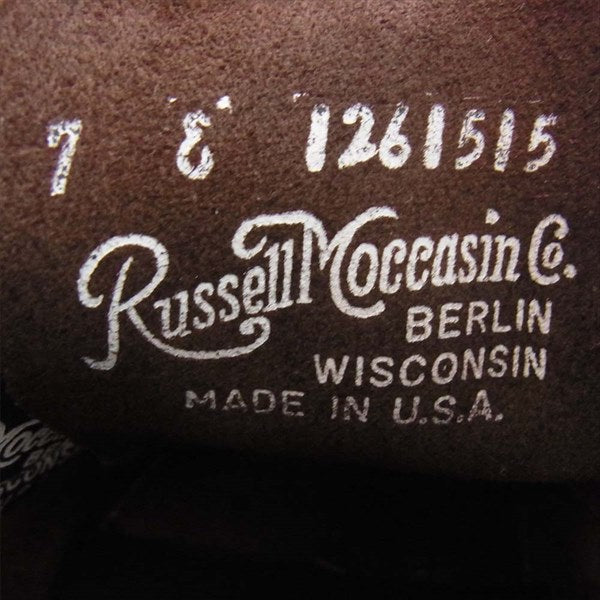 7 E 1261515
Russell Moccasin Co.
BERLIN
WISCONSIN
MADE IN U.S.A.